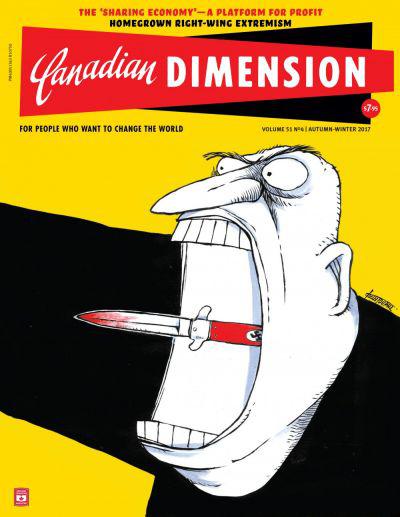 THE 'SHARING ECONOMY'—A PLATFORM FOR PROFIT
HOMEGROWN RIGHT-WING EXTREMISM
Canadian DIMENSION
$7.95
FOR PEOPLE WHO WANT TO CHANGE THE WORLD
VOLUME 51 Nº4 | AUTUMN-WINTER 2017